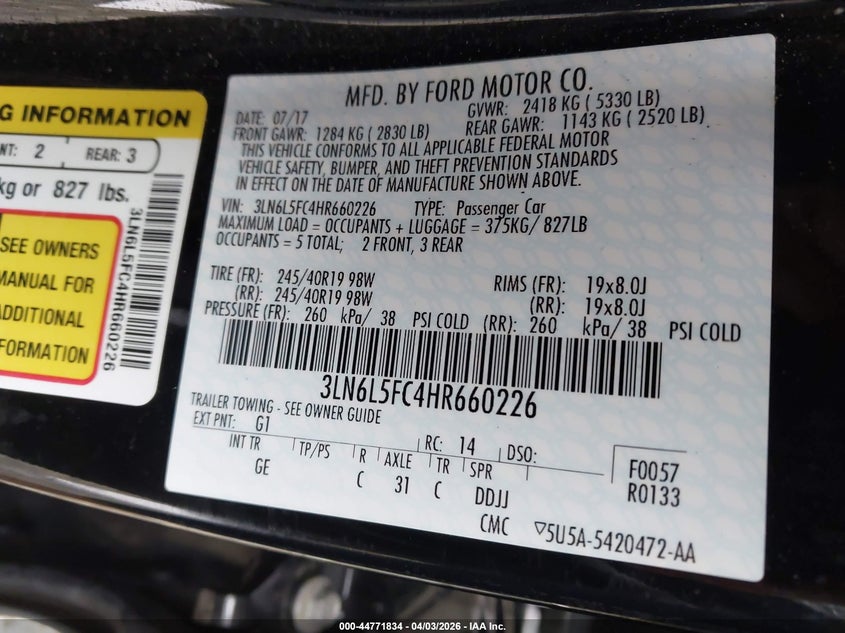 G INFORMATION
NT: 2 REAR: 3
kg or 827 lbs.
SEE OWNERS
MANUAL FOR
ADDITIONAL
FORMATION
3LN6L5FC4HR660226
MFD. BY FORD MOTOR CO.
DATE: 07/17 GVWR: 2418 KG ( 5330 LB)
FRONT GAWR: 1284 KG ( 2830 LB) REAR GAWR: 1143 KG ( 2520 LB)
THIS VEHICLE CONFORMS TO ALL APPLICABLE FEDERAL MOTOR
VEHICLE SAFETY, BUMPER, AND THEFT PREVENTION STANDARDS
IN EFFECT ON THE DATE OF MANUFACTURE SHOWN ABOVE.
VIN: 3LN6L5FC4HR660226 TYPE: Passenger Car
MAXIMUM LOAD = OCCUPANTS + LUGGAGE = 375KG/ 827LB
OCCUPANTS = 5 TOTAL; 2 FRONT, 3 REAR
TIRE (FR): 245/40R19 98W RIMS (FR): 19x8.0J
(RR): 245/40R19 98W (RR): 19x8.0J
PRESSURE (FR): 260 kPa/ 38 PSI COLD (RR): 260 kPa/ 38 PSI COLD
3LN6L5FC4HR660226
TRAILER TOWING - SEE OWNER GUIDE
EXT PNT: G1 RC: 14 DSO:
INT TR TP/PS R AXLE TR SPR F0057
GE C 31 C DDJJ R0133
CMC ▽5U5A-5420472-AA
000-44771834 | 04/03/2026 - IAA Inc.